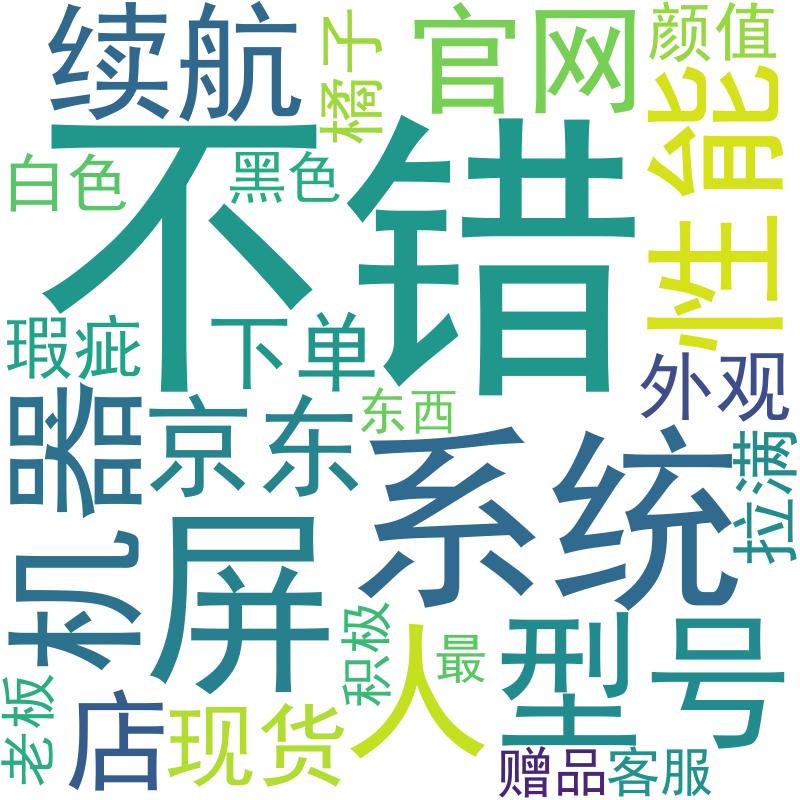 续航
橘子
官网
颜值
不错
白色
黑色
性能
瑕疵
下单
外观
机器
京东
东西
系统
拉满
屏
型号
积极
人
最
老板
店
现货
赠品
客服